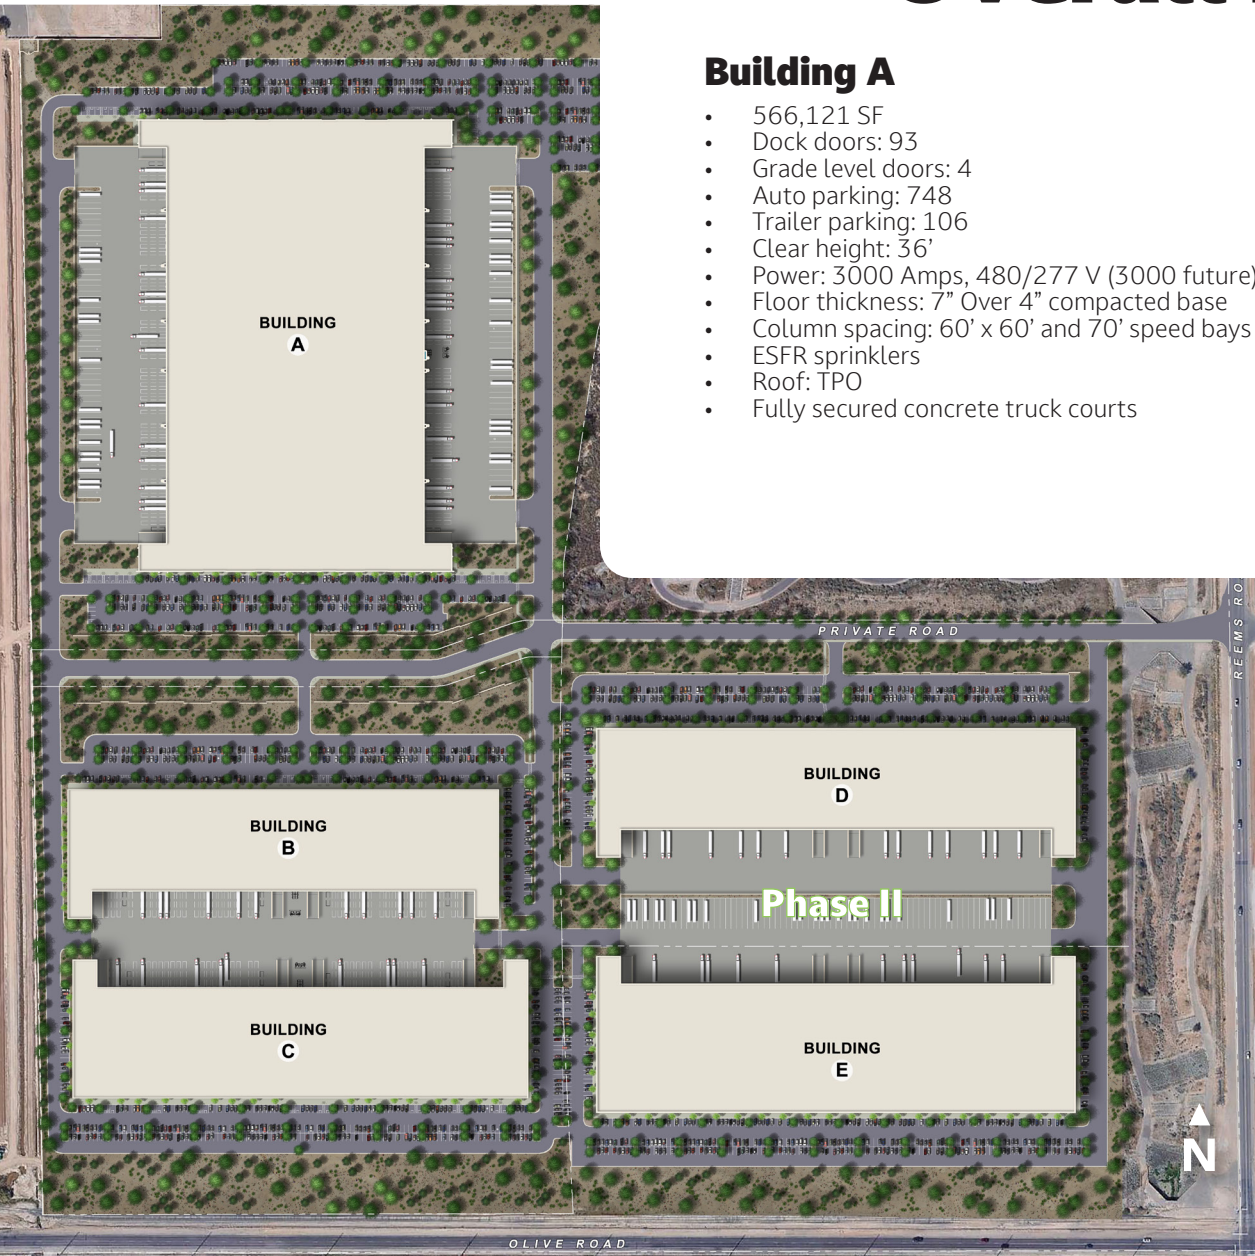 Building A
• 566,121 SF
• Dock doors: 93
• Grade level doors: 4
• Auto parking: 748
• Trailer parking: 106
• Clear height: 36’
• Power: 3000 Amps, 480/277 V (3000 future)
• Floor thickness: 7” Over 4” compacted base
• Column spacing: 60’ x 60’ and 70’ speed bays
• ESFR sprinklers
• Roof: TPO
• Fully secured concrete truck courts
BUILDING
A
PRIVATE ROAD
REEMS RO
BUILDING
D
BUILDING
B
Phase II
BUILDING
C
BUILDING
E
N
OLIVE ROAD